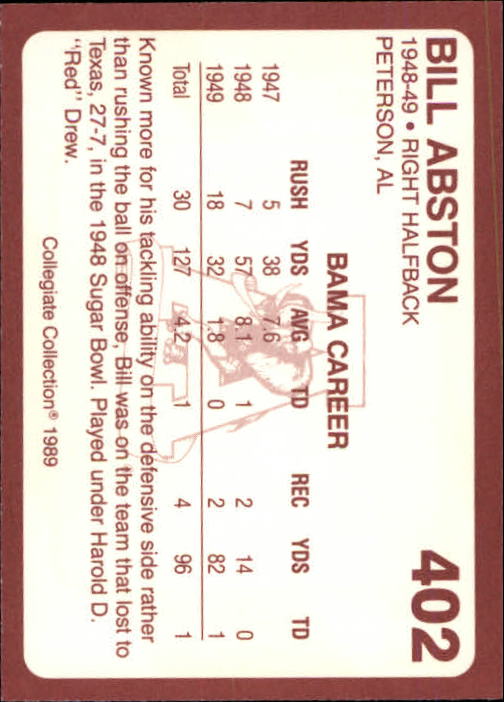 BILL ABSTON 402
1948-49 • RIGHT HALFBACK
PETERSON, AL
BAMA CAREER
RUSH YDS AVG TD REC YDS TD
1947 5 38 7.6
1948 7 57 8.1 1 2 14 0
1949 18 32 1.8 0 2 82 1
Total 30 127 4.2 1 4 96 1
Known more for his tackling ability on the defensive side rather
than rushing the ball on offense, Bill was on the team that lost to
Texas, 27-7, in the 1948 Sugar Bowl. Played under Harold D.
"Red" Drew.
Collegiate Collection® 1989